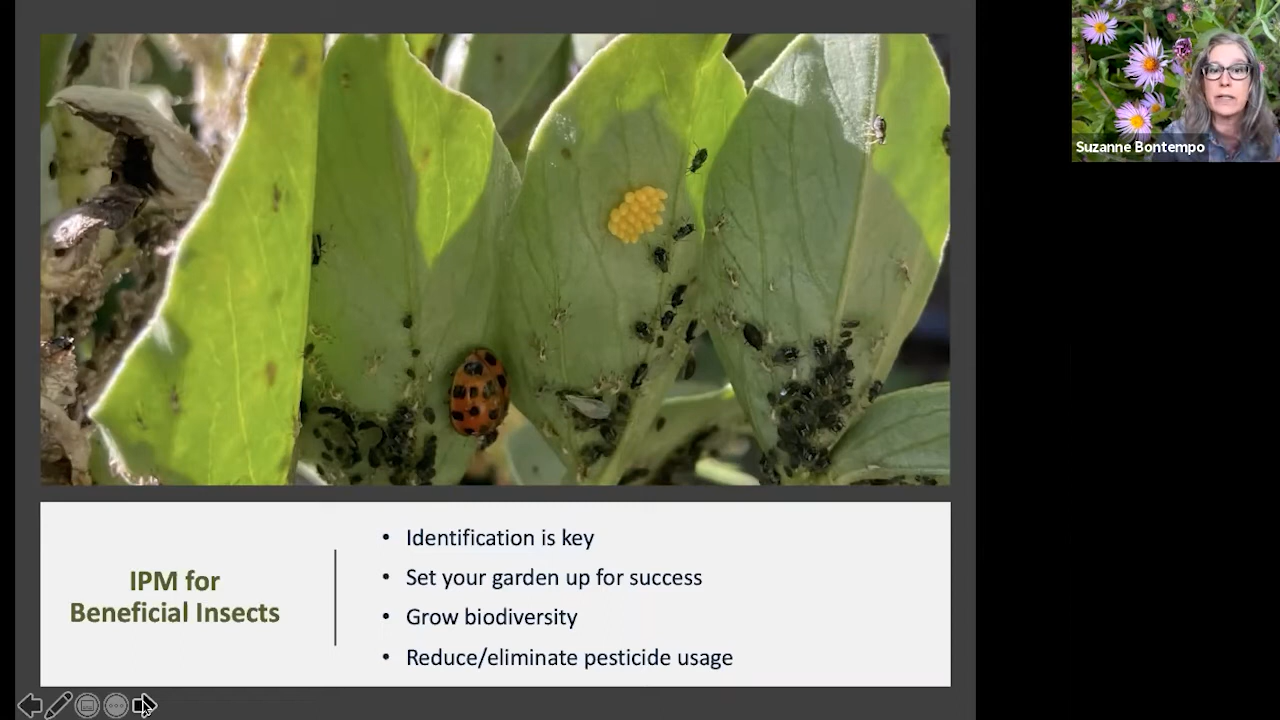 Suzanne Bontempo
IPM for
Beneficial Insects
• Identification is key
• Set your garden up for success
• Grow biodiversity
• Reduce/eliminate pesticide usage